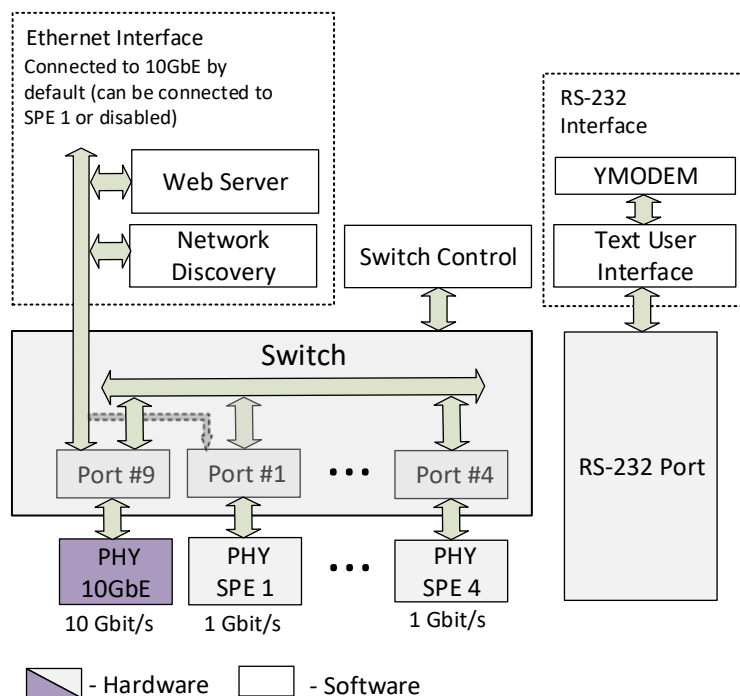 Ethernet Interface
Connected to 10GbE by
default (can be connected to
SPE 1 or disabled)
Web Server
Network
Discovery
RS-232
Interface
YMODEM
Text User
Interface
Switch Control
Switch
Port #9
Port #1
...
Port #4
RS-232 Port
PHY
10GbE
PHY
SPE 1
...
PHY
SPE 4
10 Gbit/s
1 Gbit/s
1 Gbit/s
- Hardware
- Software